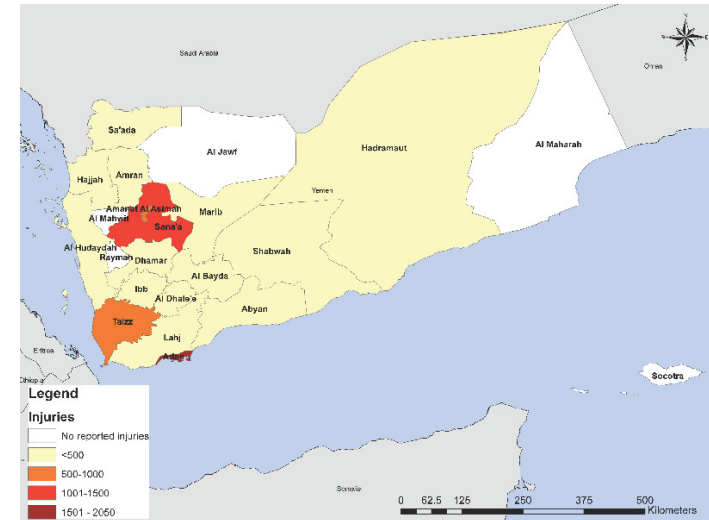 Saudi Arabia
Oman
Sa'ada
Al Jawf
Hadramaut
Al Maharah
Hajjah
Amran
Yemen
Amanat Al Asimah
Marib
Al Mahwit
Sana'a
Al Hudaydah
Raymah
Dhamar
Shabwah
Al Bayda
Ibb
Al Dhale'e
Abyan
Taizz
Lahj
Adan
Eritrea
Ethiopia
Socotra
Somalia
Legend
Injuries
No reported injuries
<500
500-1000
1001-1500
1501 - 2050
0 62.5 125 250 375 500
Kilometers